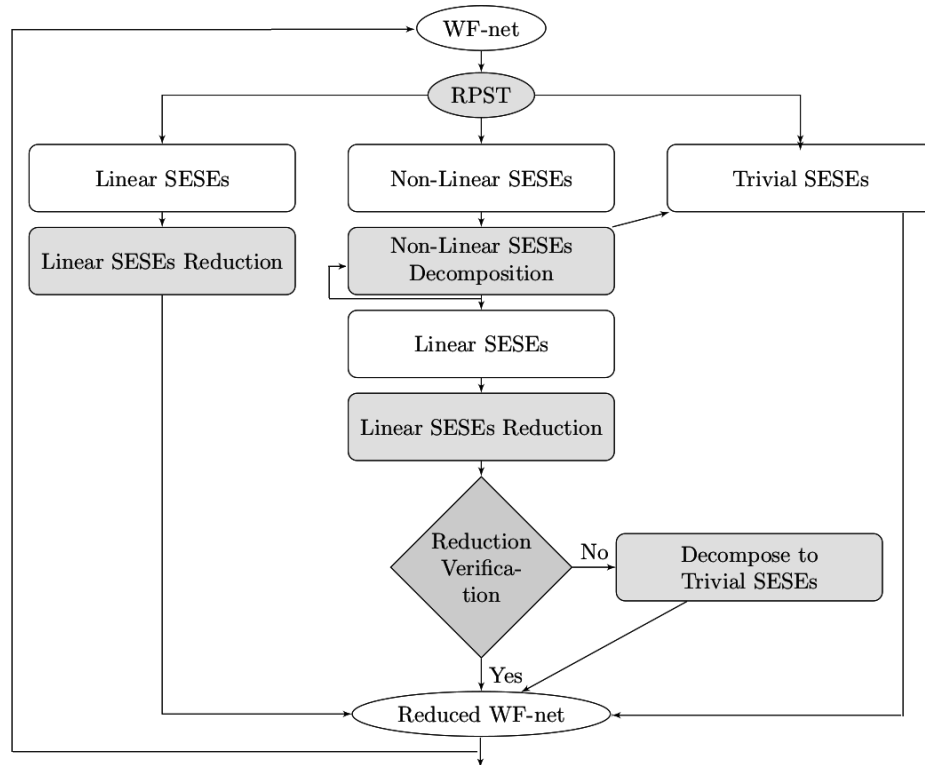 WF-net
RPST
Linear SESEs
Non-Linear SESEs
Trivial SESEs
Linear SESEs Reduction
Non-Linear SESEs
Decomposition
Linear SESEs
Linear SESEs Reduction
Reduction
Verifica-
tion
No
Decompose to
Trivial SESEs
Yes
Reduced WF-net